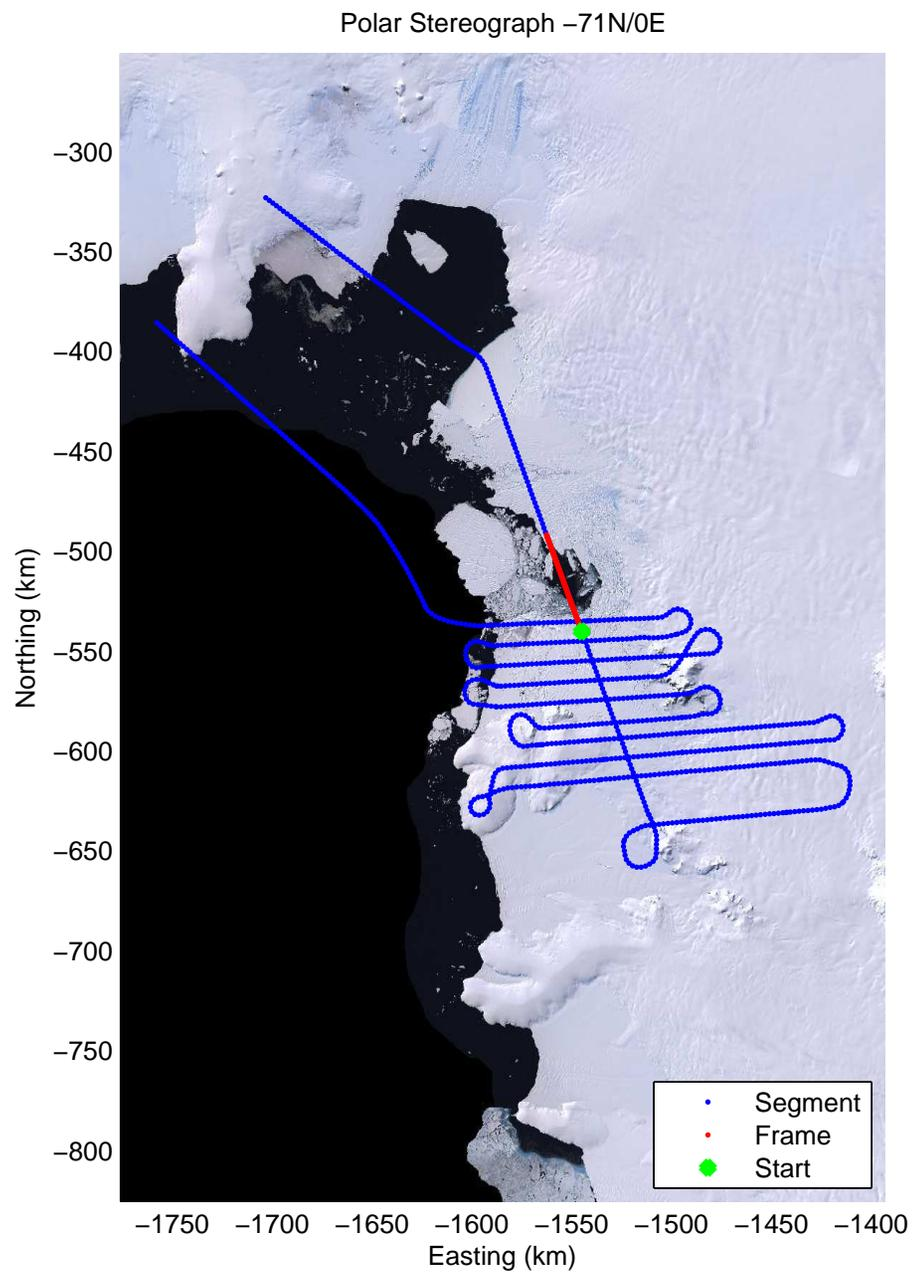 Polar Stereograph −71N/0E
−300
−350
−400
−450
−500
−550
−600
−650
−700
−750
−800
Northing (km)
Segment
Frame
Start
−1750 −1700 −1650 −1600 −1550 −1500 −1450 −1400
Easting (km)